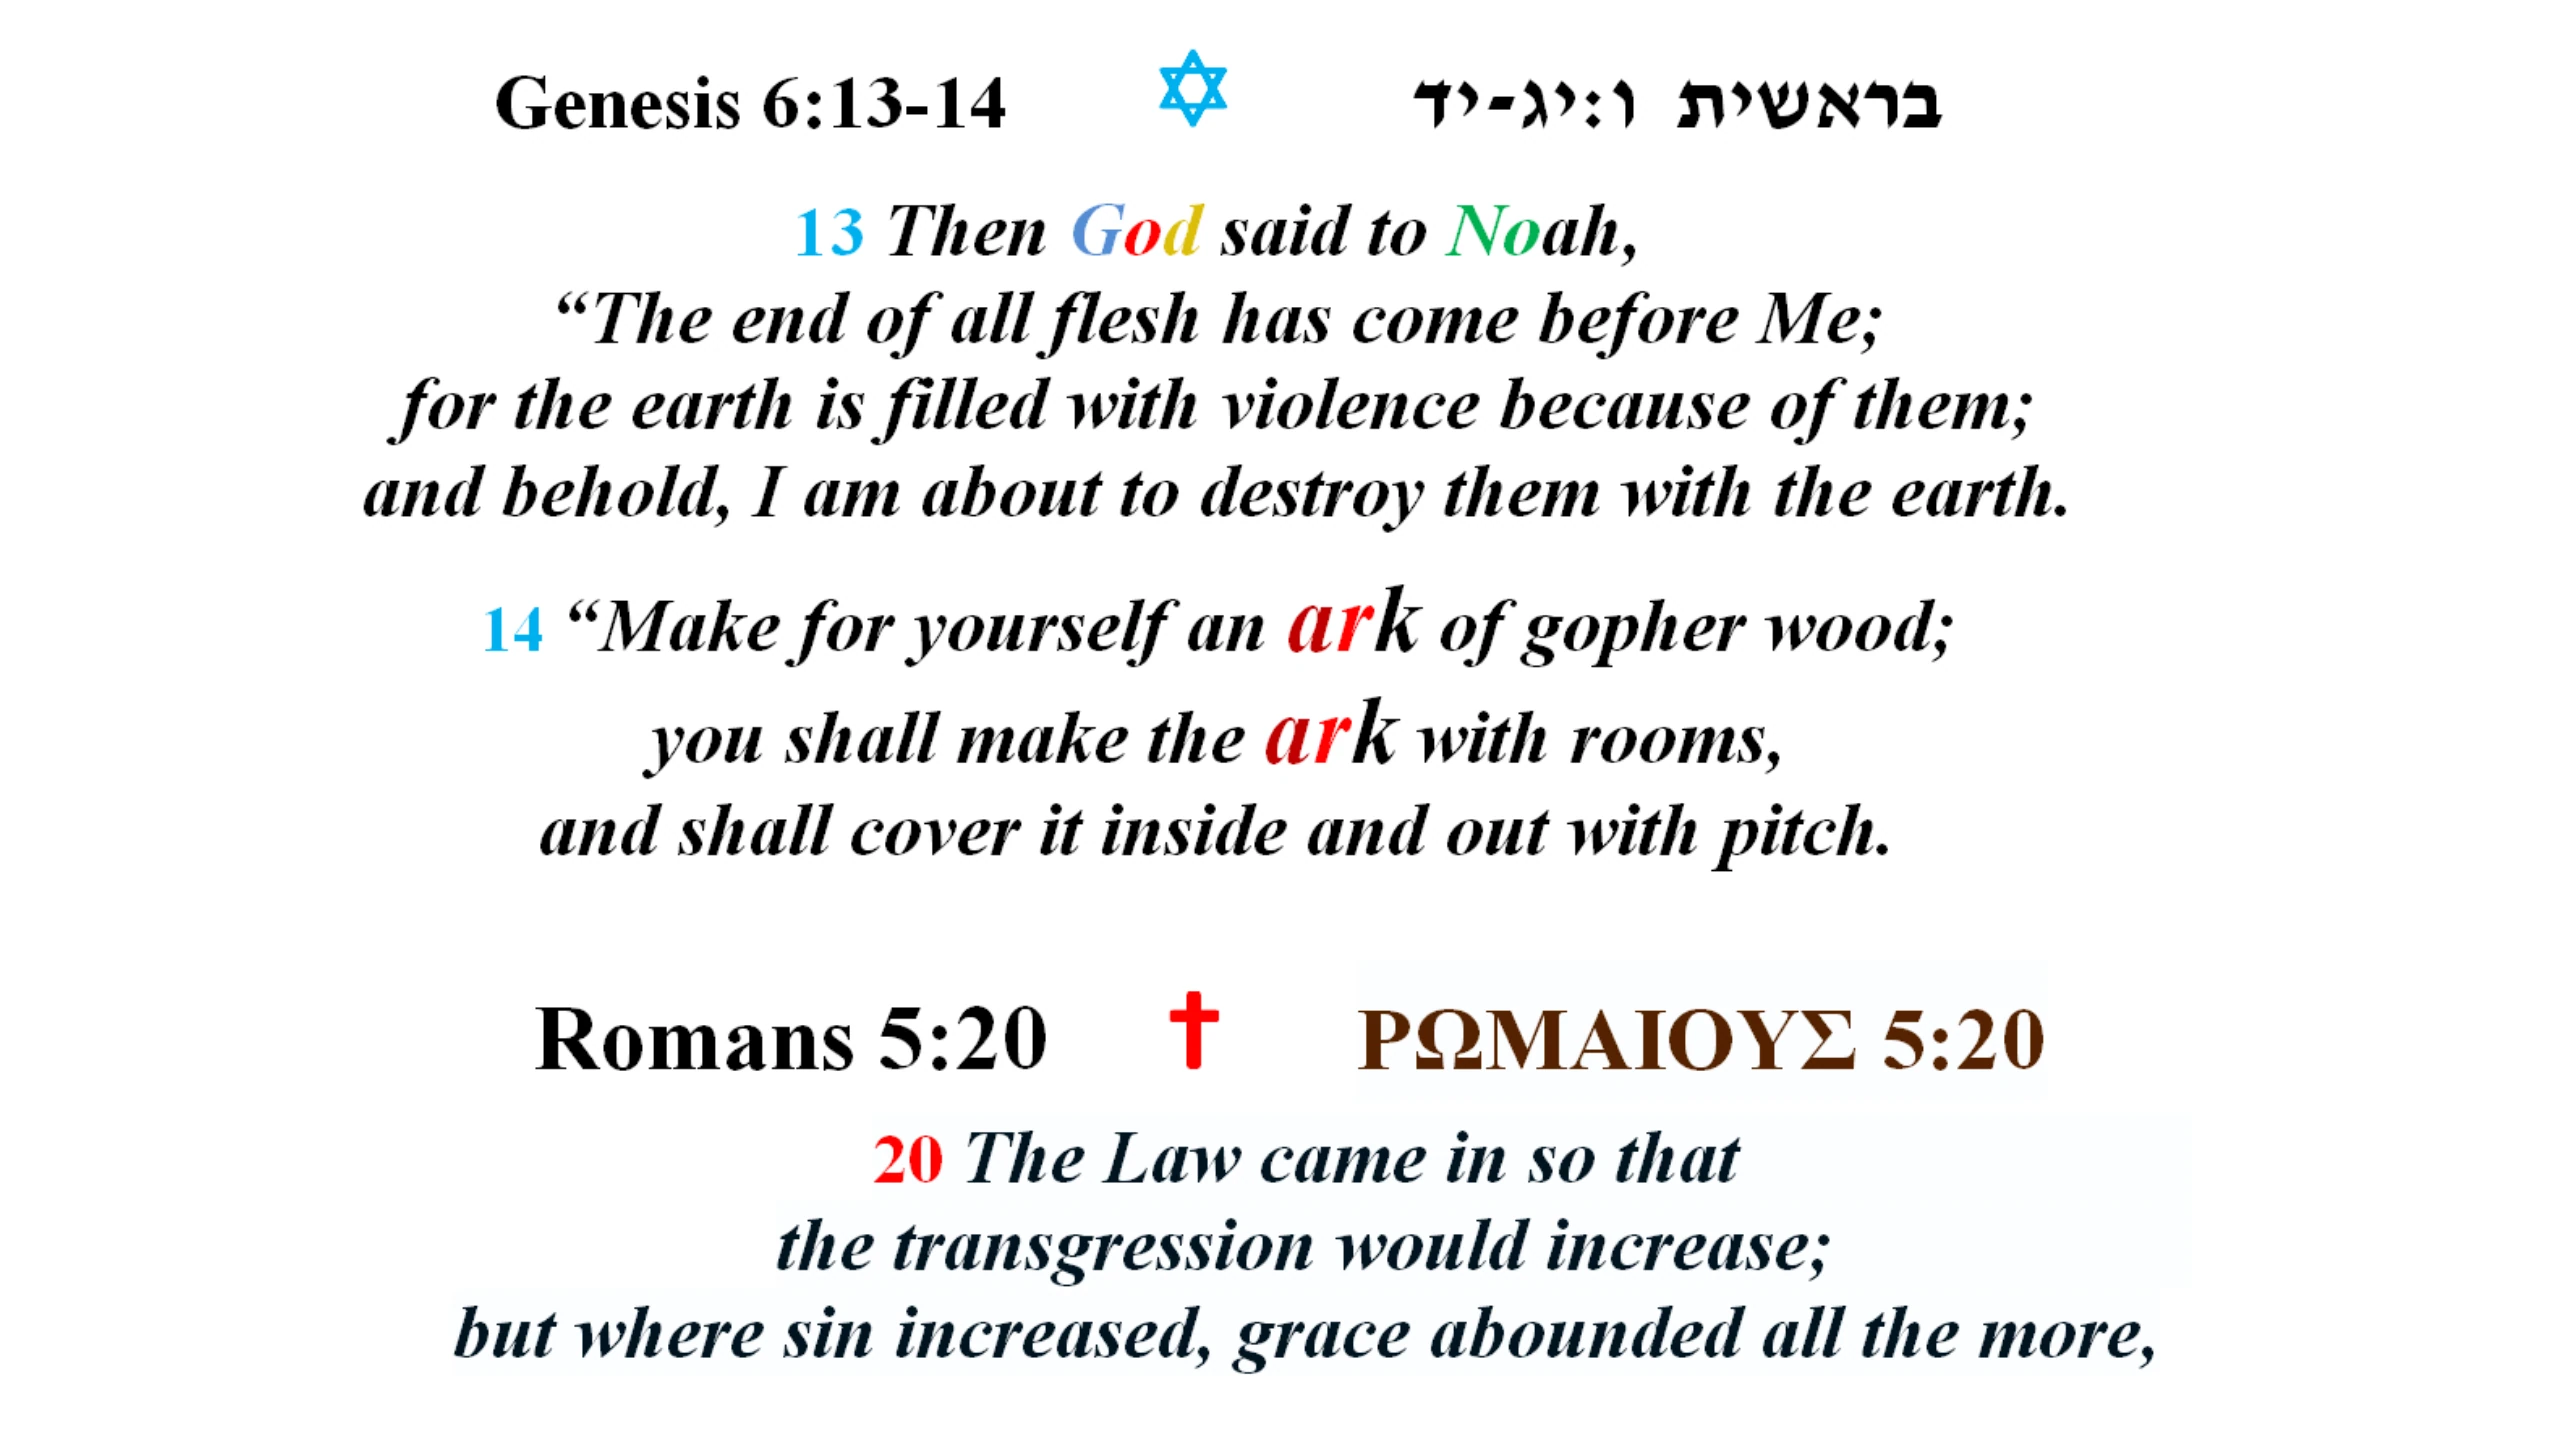 Genesis 6:13-14 ✡ בראשית ו:יג-יד
13 Then God said to Noah,
“The end of all flesh has come before Me;
for the earth is filled with violence because of them;
and behold, I am about to destroy them with the earth.
14 “Make for yourself an ark of gopher wood;
you shall make the ark with rooms,
and shall cover it inside and out with pitch.
Romans 5:20 ✝ ΡΩΜΑΙΟΥΣ 5:20
20 The Law came in so that
the transgression would increase;
but where sin increased, grace abounded all the more,